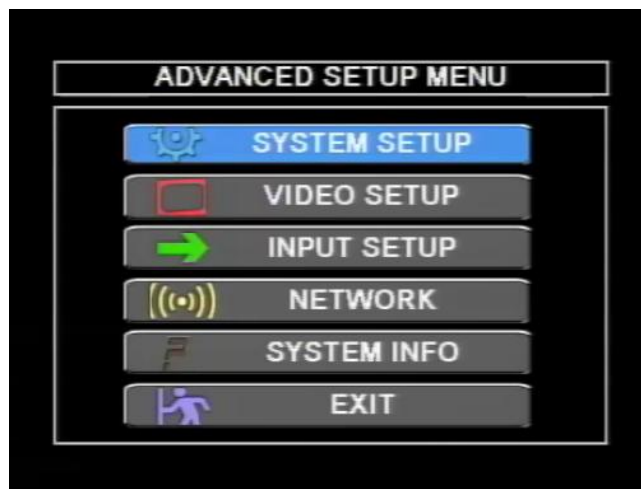 ADVANCED SETUP MENU
SYSTEM SETUP
VIDEO SETUP
INPUT SETUP
NETWORK
SYSTEM INFO
EXIT